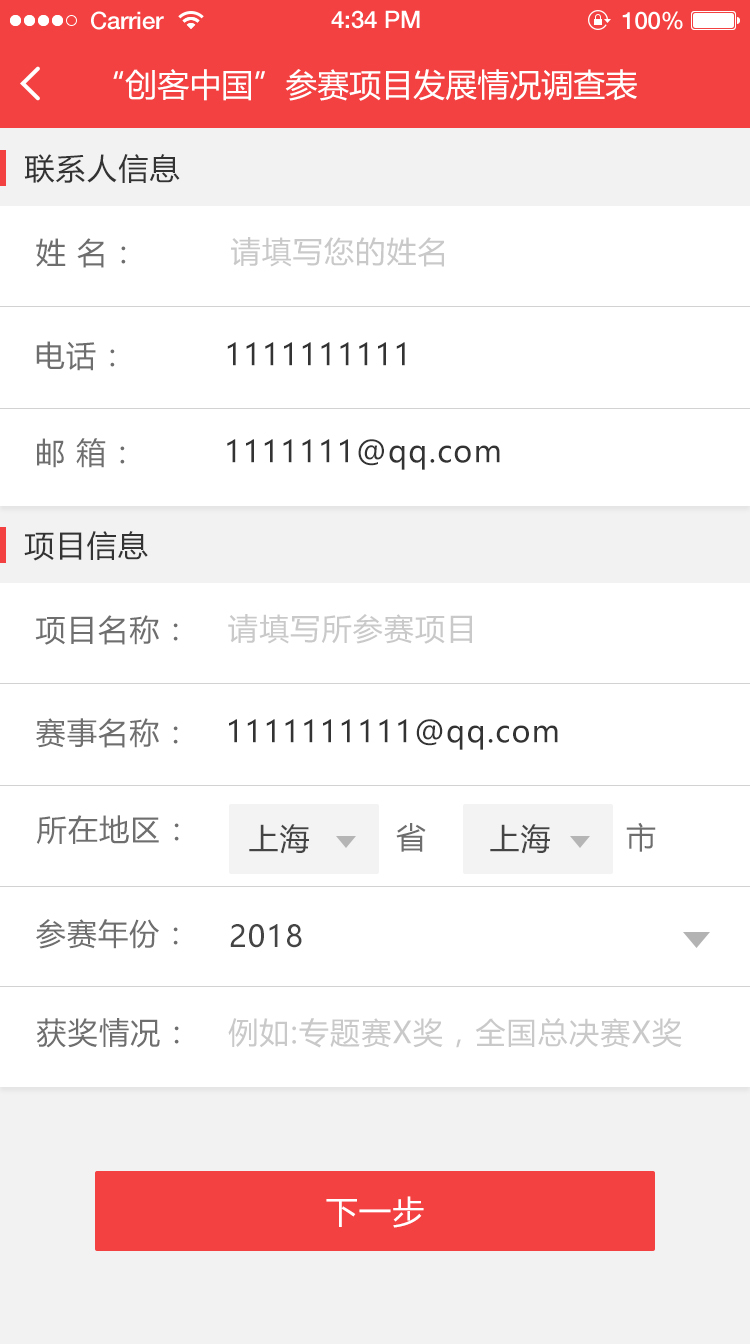 Carrier 4:34 PM 100%
“创客中国”参赛项目发展情况调查表
联系人信息
姓 名： 请填写您的姓名
电话： 1111111111
邮 箱： 1111111@qq.com
项目信息
项目名称： 请填写所参赛项目
赛事名称： 1111111111@qq.com
所在地区： 上海 省 上海 市
参赛年份： 2018
获奖情况： 例如:专题赛X奖，全国总决赛X奖
下一步